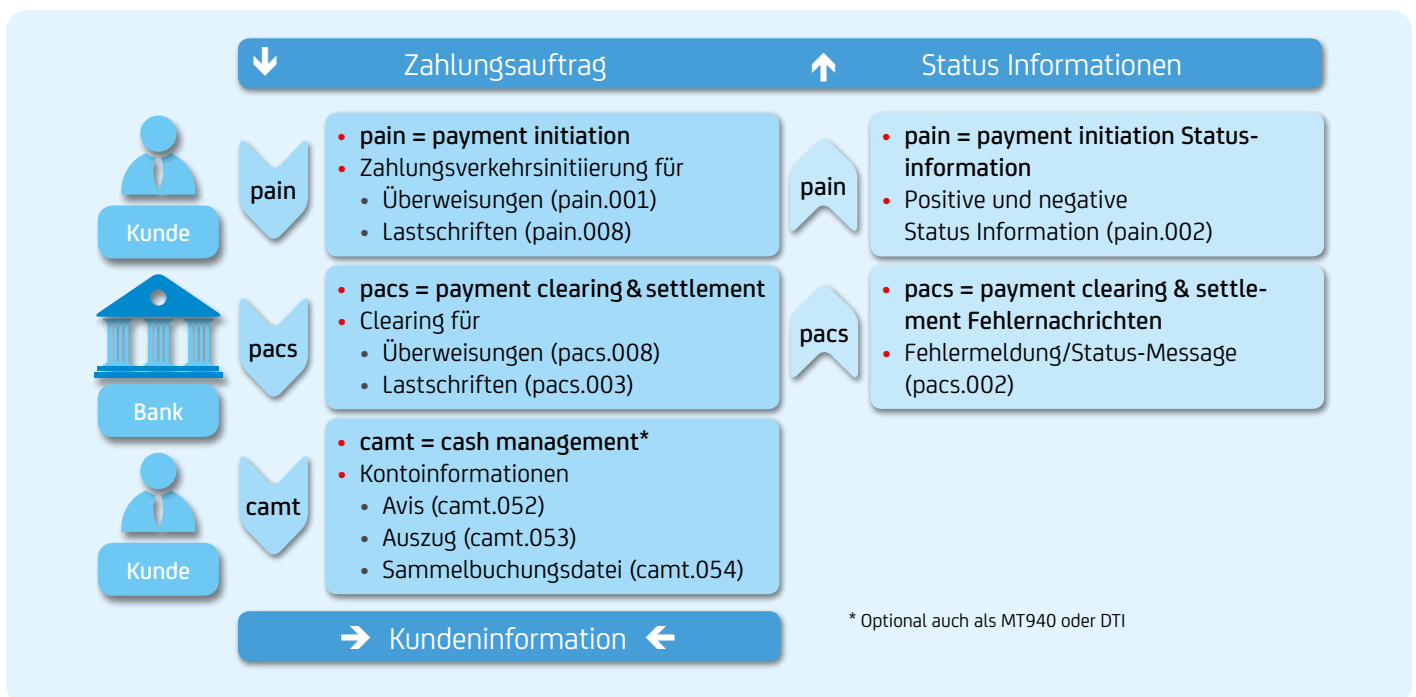 Zahlungsauftrag
Status Informationen
Kunde
pain
• pain = payment initiation
• Zahlungsverkehrsinitiierung für
• Überweisungen (pain.001)
• Lastschriften (pain.008)
pain
• pain = payment initiation Status-
information
• Positive und negative
Status Information (pain.002)
Bank
pacs
• pacs = payment clearing & settlement
• Clearing für
• Überweisungen (pacs.008)
• Lastschriften (pacs.003)
pacs
• pacs = payment clearing & settle-
ment Fehlernachrichten
• Fehlermeldung/Status-Message
(pacs.002)
Kunde
camt
• camt = cash management*
• Kontoinformationen
• Avis (camt.052)
• Auszug (camt.053)
• Sammelbuchungsdatei (camt.054)
Kundeninformation
* Optional auch als MT940 oder DTI